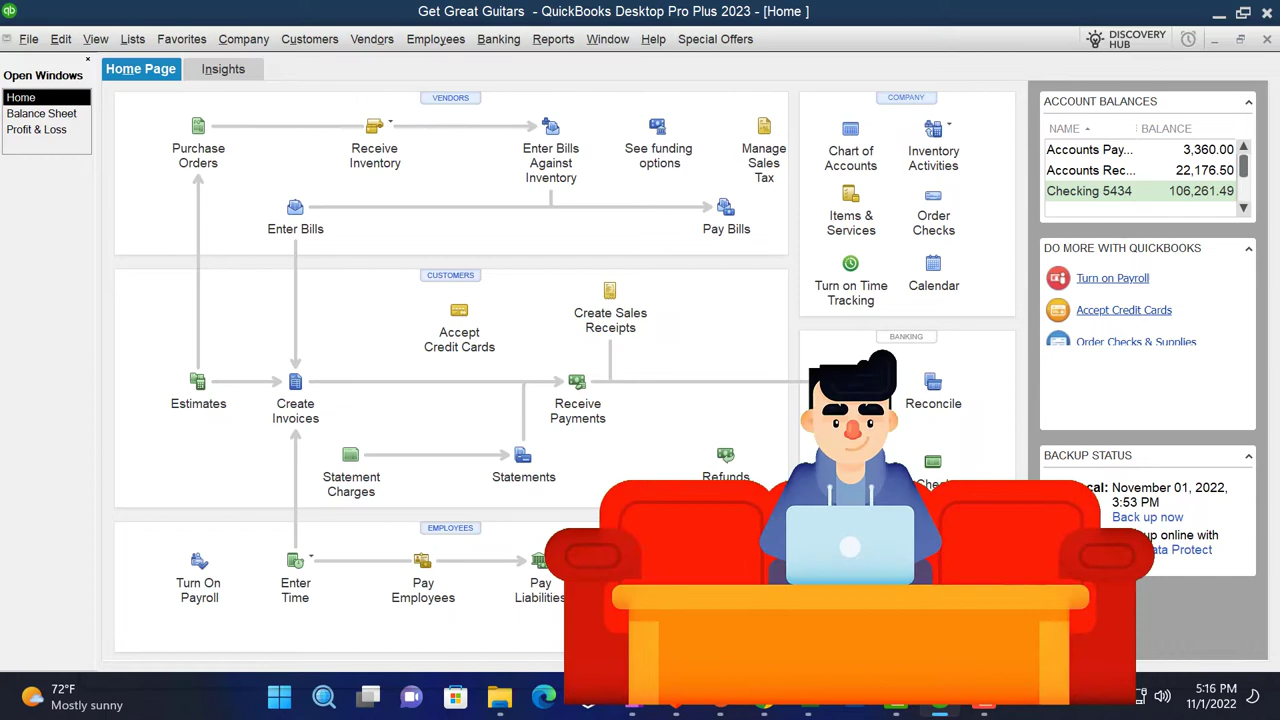 Get Great Guitars - QuickBooks Desktop Pro Plus 2023 - [Home ]
File Edit View Lists Favorites Company Customers Vendors Employees Banking Reports Window Help Special Offers
DISCOVERY
HUB
Open Windows
Home
Balance Sheet
Profit & Loss
Home Page
Insights
VENDORS
Purchase
Orders
Receive
Inventory
Enter Bills
Against
Inventory
See funding
options
Manage
Sales
Tax
Enter Bills
Pay Bills
CUSTOMERS
Accept
Credit Cards
Create Sales
Receipts
Estimates
Create
Invoices
Receive
Payments
Statement
Charges
Statements
Refunds
EMPLOYEES
Turn On
Payroll
Enter
Time
Pay
Employees
Pay
COMPANY
Chart of
Accounts
Inventory
Activities
Items &
Services
Order
Checks
Turn on Time
Tracking
Calendar
BANKING
Reconcile
ACCOUNT BALANCES
NAME BALANCE
Accounts Pay... 3,360.00
Accounts Rec... 22,176.50
Checking 5434 106,261.49
DO MORE WITH QUICKBOOKS
Turn on Payroll
Accept Credit Cards
Order Checks & Supplies
BACKUP STATUS
November 01, 2022,
3:53 PM
Back up now
online with
Protect
72°F
Mostly sunny
5:16 PM
11/1/2022